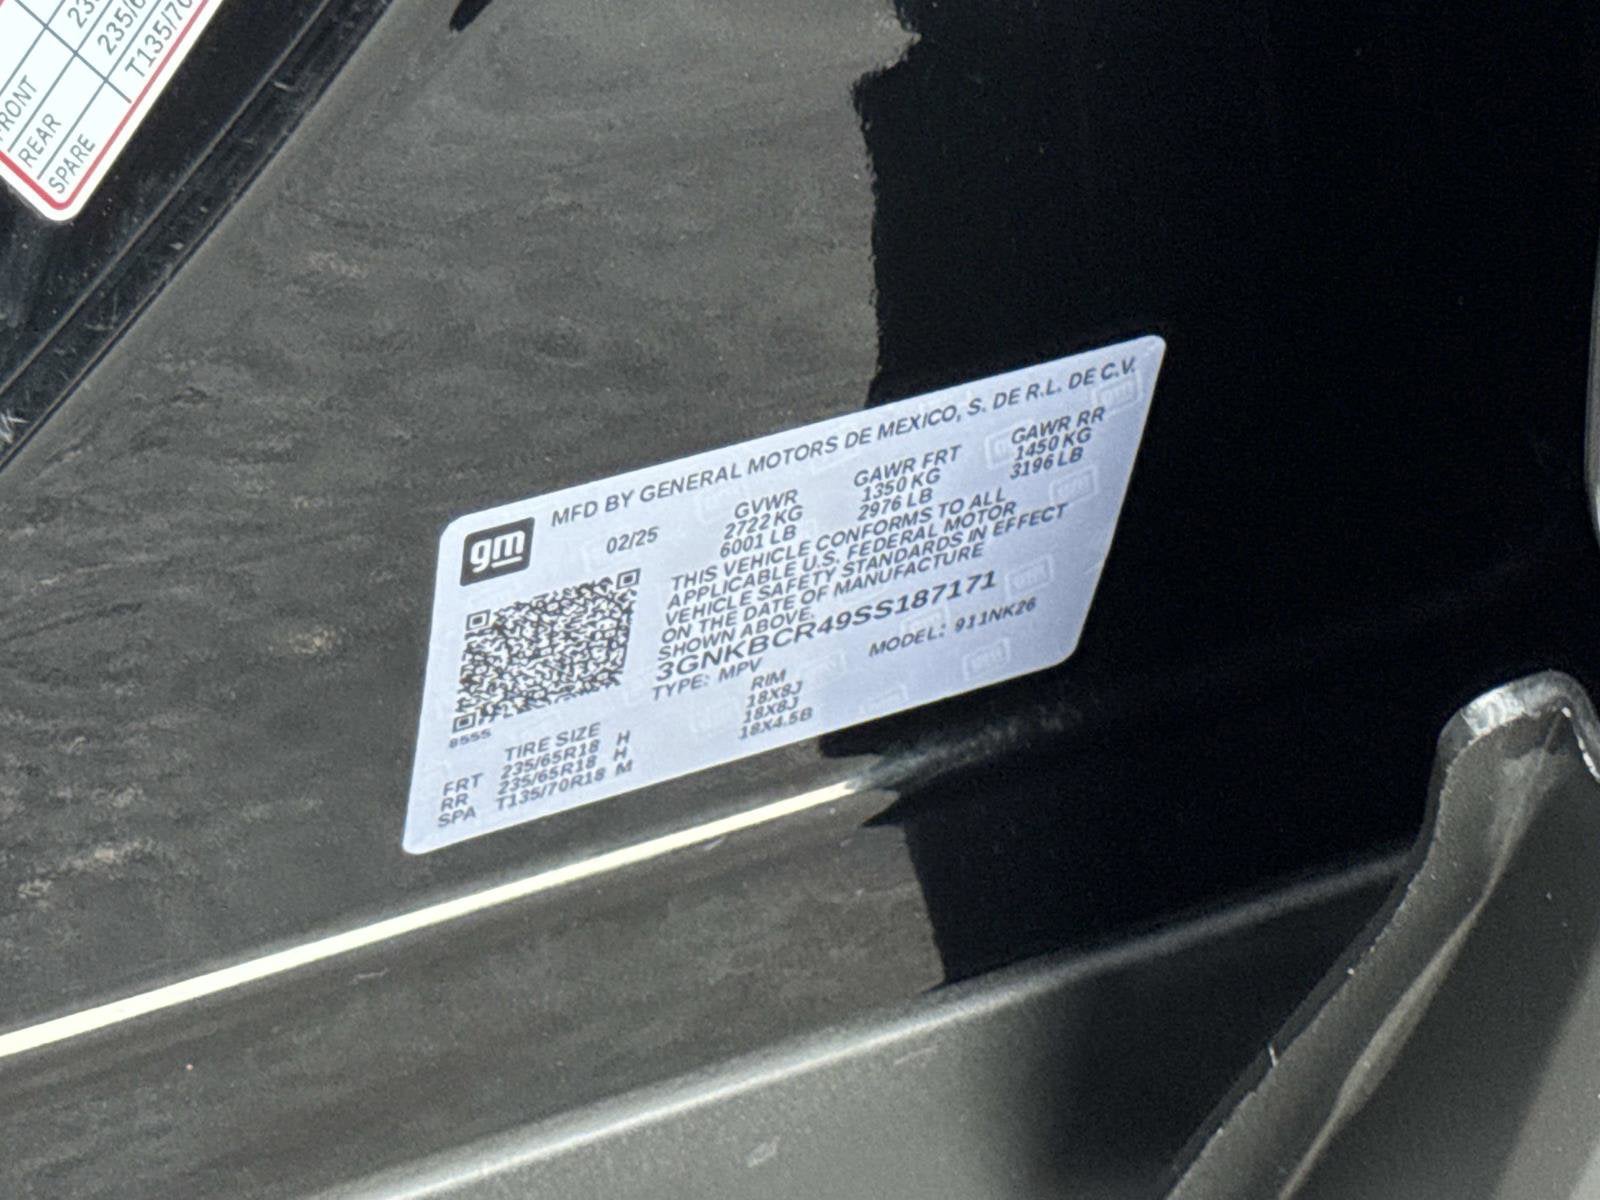 FRONT
REAR 235/6
SPARE T135/70
gm
MFD BY GENERAL MOTORS DE MEXICO, S. DE R.L. DE C.V.
02/25
GVWR GAWR FRT GAWR RR
2722 KG 1350 KG 1450 KG
6001 LB 2976 LB 3196 LB
THIS VEHICLE CONFORMS TO ALL
APPLICABLE U.S. FEDERAL MOTOR
VEHICLE SAFETY STANDARDS IN EFFECT
ON THE DATE OF MANUFACTURE
SHOWN ABOVE.
3GNKBCR49SS187171
TYPE: MPV MODEL: 911NK26
8555
TIRE SIZE RIM
FRT 235/65R18 H 18X8J
RR 235/65R18 H 18X8J
SPA T135/70R18 M 18X4.5B